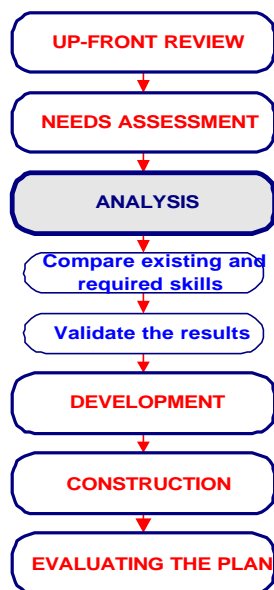 UP-FRONT REVIEW
NEEDS ASSESSMENT
ANALYSIS
Compare existing and
required skills
Validate the results
DEVELOPMENT
CONSTRUCTION
EVALUATING THE PLAN